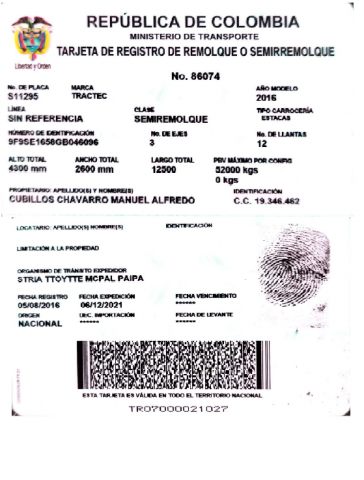 REPÚBLICA DE COLOMBIA
MINISTERIO DE TRANSPORTE
TARJETA DE REGISTRO DE REMOLQUE O SEMIRREMOLQUE
Libertad y Orden
No. 86074
No. DE PLACA MARCA AÑO MODELO
S11295 TRACTEC 2016
LÍNEA CLASE TIPO CARROCERÍA
SIN REFERENCIA SEMIREMOLQUE ESTACAS
NÚMERO DE IDENTIFICACIÓN No. DE EJES No. DE LLANTAS
9F9SE1658GB046096 3 12
ALTO TOTAL ANCHO TOTAL LARGO TOTAL PBV MÁXIMO POR CONFIG
4300 mm 2600 mm 12500 52000 kg
0 kgs
PROPIETARIO: APELLIDO(S) Y NOMBRE(S) IDENTIFICACIÓN
CUBILLOS CHAVARRO MANUEL ALFREDO C.C. 19.346.462
LOCATARIO: APELLIDO(S) NOMBRE(S) IDENTIFICACIÓN
LIMITACIÓN A LA PROPIEDAD
ORGANISMO DE TRÁNSITO EXPEDIDOR
STRIA TTOYTTE MCPAL PAIPA
FECHA REGISTRO FECHA EXPEDICIÓN FECHA VENCIMIENTO
05/08/2016 06/12/2021 ******
ORIGEN DEC. IMPORTACIÓN FECHA DE LEVANTE
NACIONAL ****** ******
ESTA TARJETA ES VÁLIDA EN TODO EL TERRITORIO NACIONAL
TR07000021027